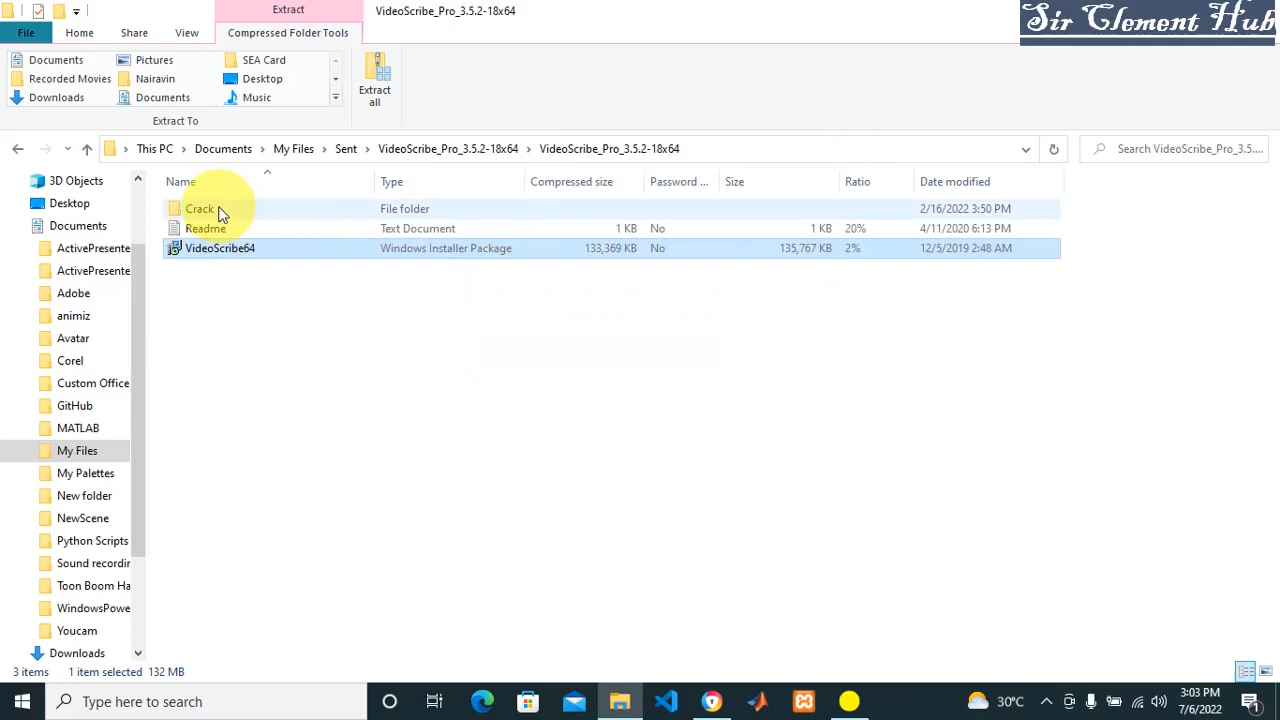 Extract
VideoScribe_Pro_3.5.2-18x64
Sir Clement Hub
File
Home
Share
View
Compressed Folder Tools
Documents
Pictures
SEA Card
Recorded Movies
Nairavin
Desktop
Downloads
Documents
Music
Extract
all
Extract To
This PC
Documents
My Files
Sent
VideoScribe_Pro_3.5.2-18x64
VideoScribe_Pro_3.5.2-18x64
Search VideoScribe_Pro_3.5....
3D Objects
Desktop
Documents
ActivePresente
ActivePresente
Adobe
animiz
Avatar
Corel
Custom Office
GitHub
MATLAB
My Files
My Palettes
New folder
NewScene
Python Scripts
Sound recordin
Toon Boom Ha
WindowsPowe
Youcam
Downloads
Name Type Compressed size Password ... Size Ratio Date modified
Crack File folder 2/16/2022 3:50 PM
Readme Text Document 1 KB No 1 KB 20% 4/11/2020 6:13 PM
VideoScribe64 Windows Installer Package 133,369 KB No 135,767 KB 2% 12/5/2019 2:48 AM
3 items 1 item selected 132 MB
Type here to search
30°C
3:03 PM
7/6/2022
1